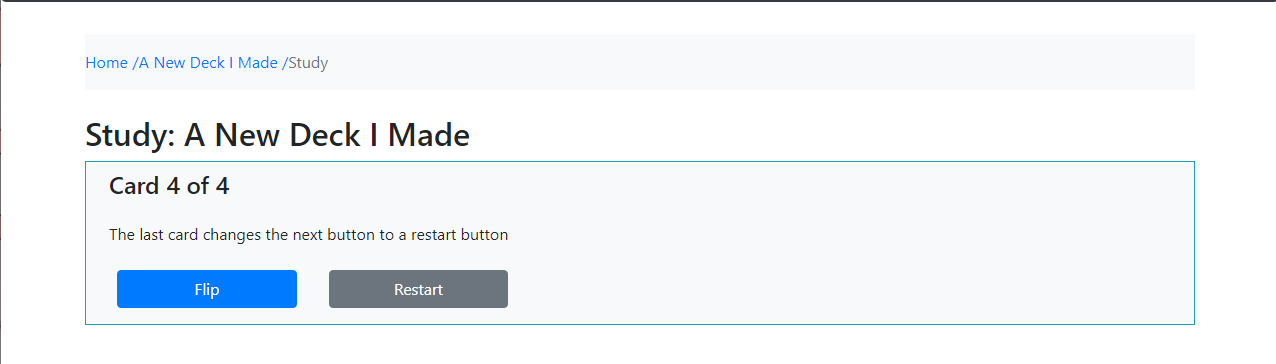 Home /A New Deck I Made /Study
Study: A New Deck I Made
Card 4 of 4
The last card changes the next button to a restart button
Flip Restart